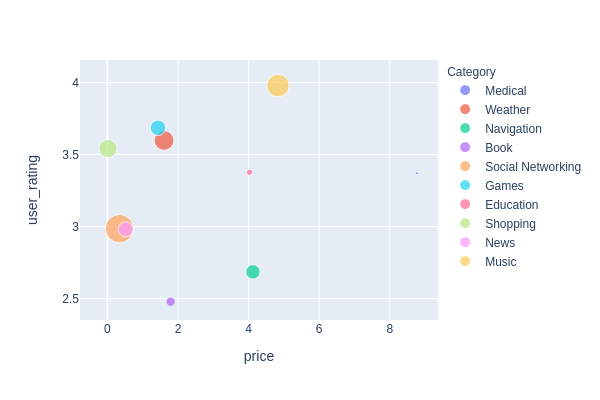 Category
Medical
Weather
Navigation
Book
Social Networking
Games
Education
Shopping
News
Music
4
3.5
3
2.5
user_rating
0 2 4 6 8
price